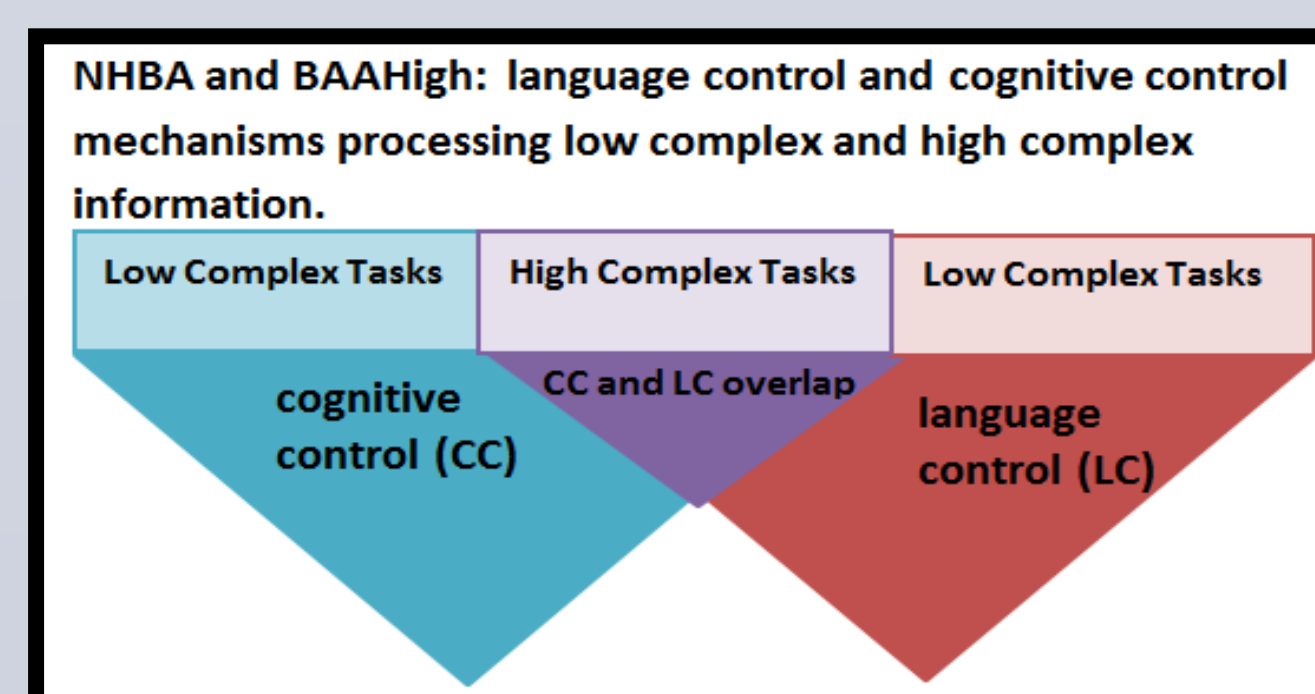 NHBA and BAAHigh: language control and cognitive control
mechanisms processing low complex and high complex
information.
Low Complex Tasks
High Complex Tasks
Low Complex Tasks
CC and LC overlap
cognitive
control (CC)
language
control (LC)